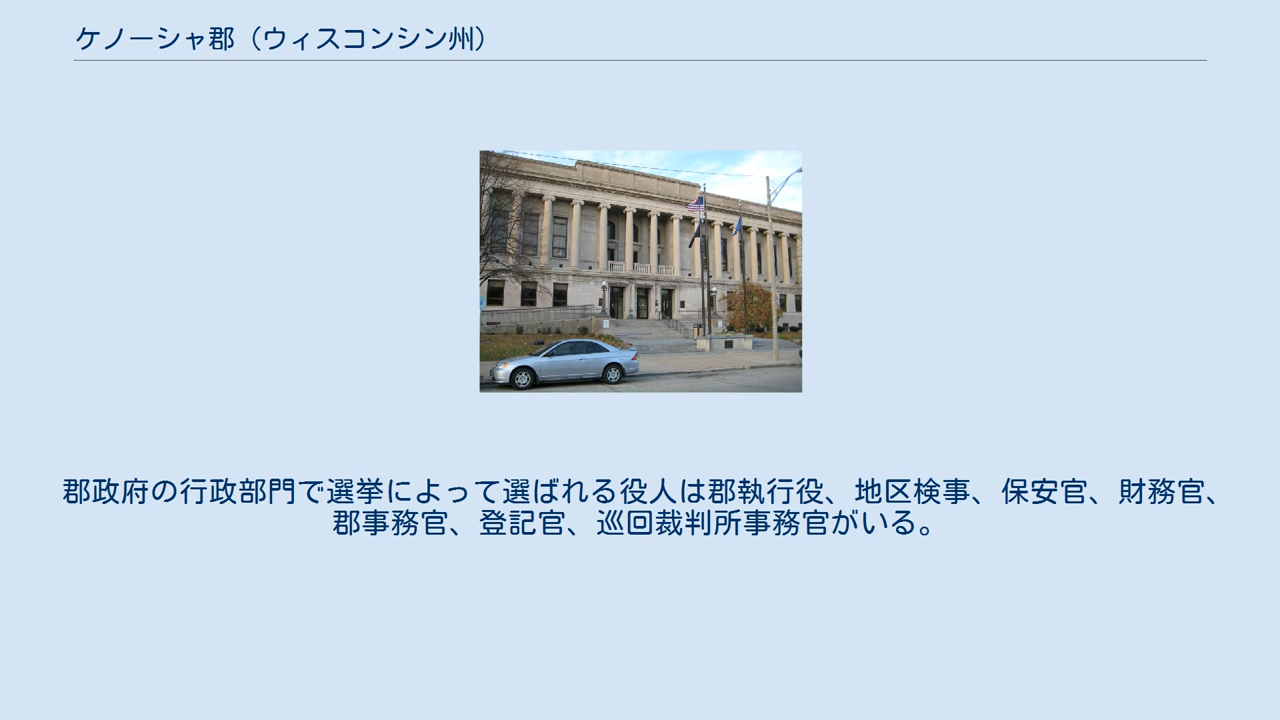 ケノーシャ郡（ウィスコンシン州）
郡政府の行政部門で選挙によって選ばれる役人は郡執行役、地区検事、保安官、財務官、
郡事務官、登記官、巡回裁判所事務官がいる。